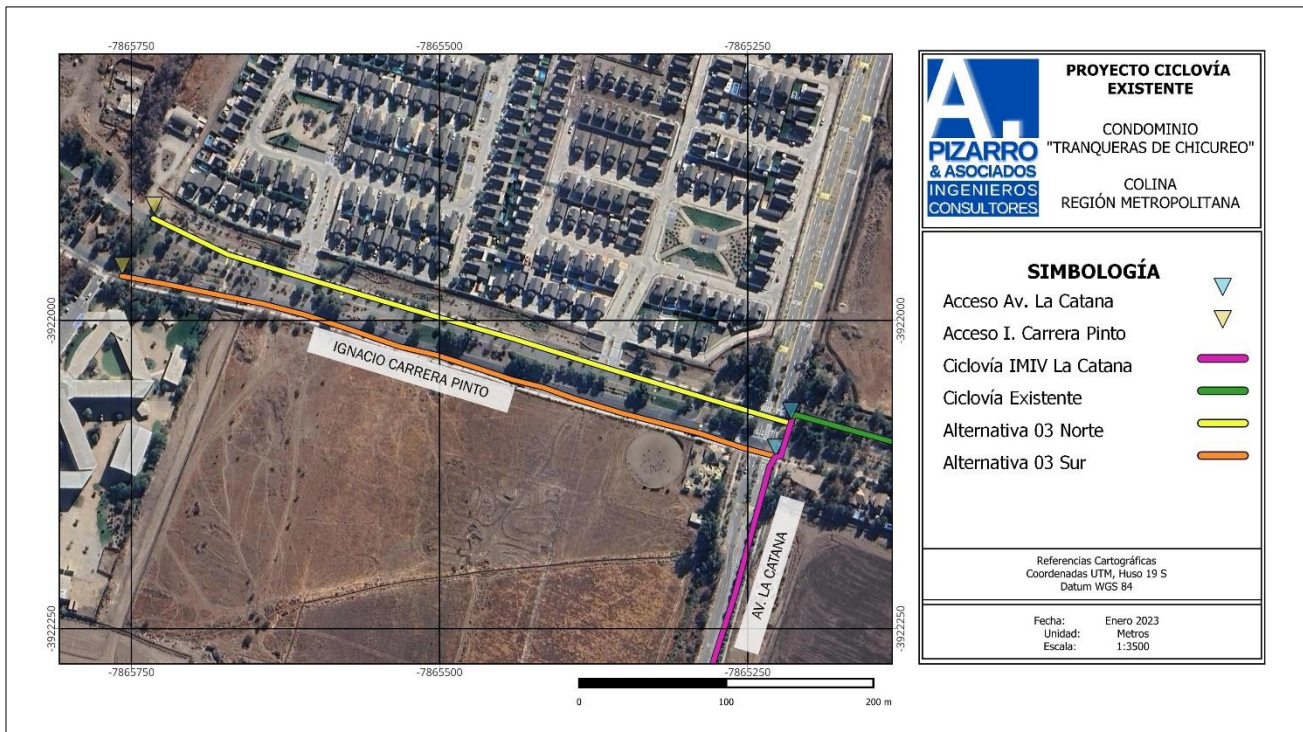 -7865750
-7865500
-7865250
-3922000
-3922000
-3922250
-3922250
IGNACIO CARRERA PINTO
AV. LA CATANA
-7865750
-7865500
-7865250
0
100
200 m
A.
PIZARRO
& ASOCIADOS
INGENIEROS
CONSULTORES
PROYECTO CICLOVÍA
EXISTENTE
CONDOMINIO
"TRANQUERAS DE CHICUREO"
COLINA
REGIÓN METROPOLITANA
SIMBOLOGÍA
Acceso Av. La Catana
Acceso I. Carrera Pinto
Ciclovía IMIV La Catana
Ciclovía Existente
Alternativa 03 Norte
Alternativa 03 Sur
Referencias Cartográficas
Coordenadas UTM, Huso 19 S
Datum WGS 84
Fecha: Enero 2023
Unidad: Metros
Escala: 1:3500